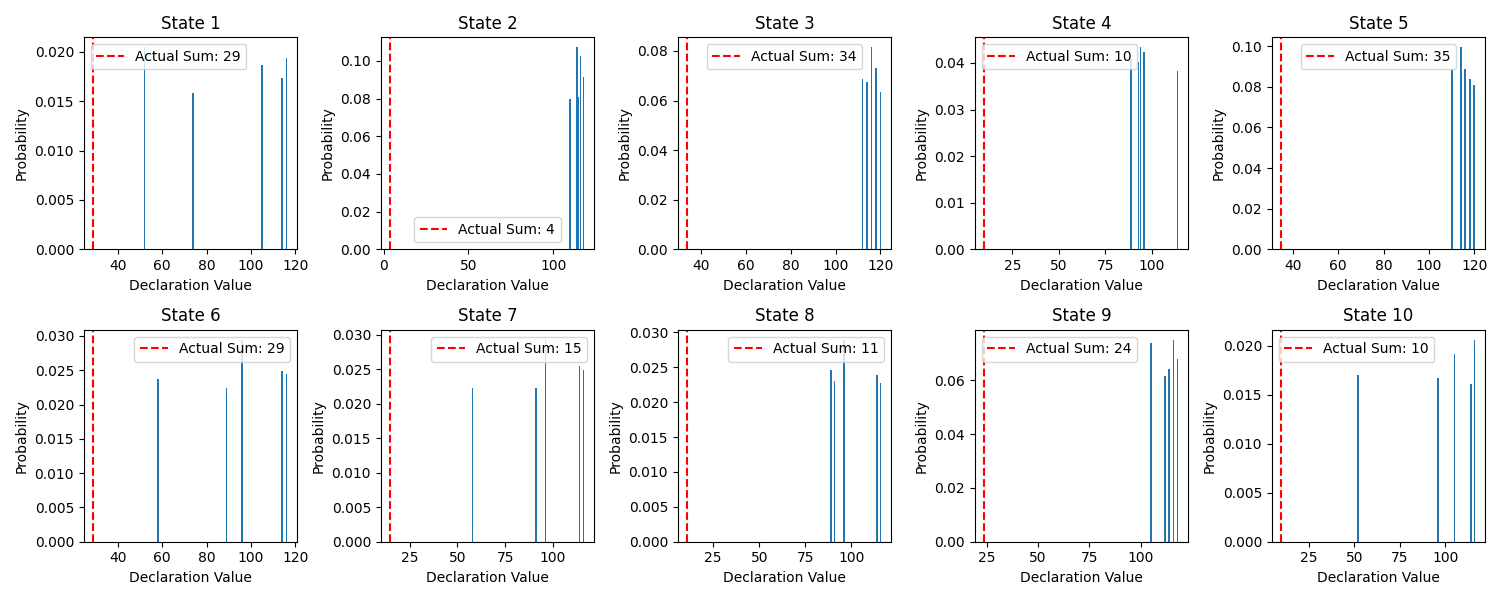 State 1
State 2
State 3
State 4
State 5
Probability
0.020
0.015
0.010
0.005
0.000
Actual Sum: 29
40 60 80 100 120
Declaration Value
Probability
0.10
0.08
0.06
0.04
0.02
0.00
Actual Sum: 4
0 50 100
Declaration Value
Probability
0.08
0.06
0.04
0.02
0.00
Actual Sum: 34
40 60 80 100 120
Declaration Value
Probability
0.04
0.03
0.02
0.01
0.00
Actual Sum: 10
25 50 75 100
Declaration Value
Probability
0.10
0.08
0.06
0.04
0.02
0.00
Actual Sum: 35
40 60 80 100 120
Declaration Value
State 6
State 7
State 8
State 9
State 10
Probability
0.030
0.025
0.020
0.015
0.010
0.005
0.000
Actual Sum: 29
40 60 80 100 120
Declaration Value
Probability
0.030
0.025
0.020
0.015
0.010
0.005
0.000
Actual Sum: 15
25 50 75 100
Declaration Value
Probability
0.030
0.025
0.020
0.015
0.010
0.005
0.000
Actual Sum: 11
25 50 75 100
Declaration Value
Probability
0.06
0.04
0.02
0.00
Actual Sum: 24
25 50 75 100
Declaration Value
Probability
0.020
0.015
0.010
0.005
0.000
Actual Sum: 10
25 50 75 100
Declaration Value